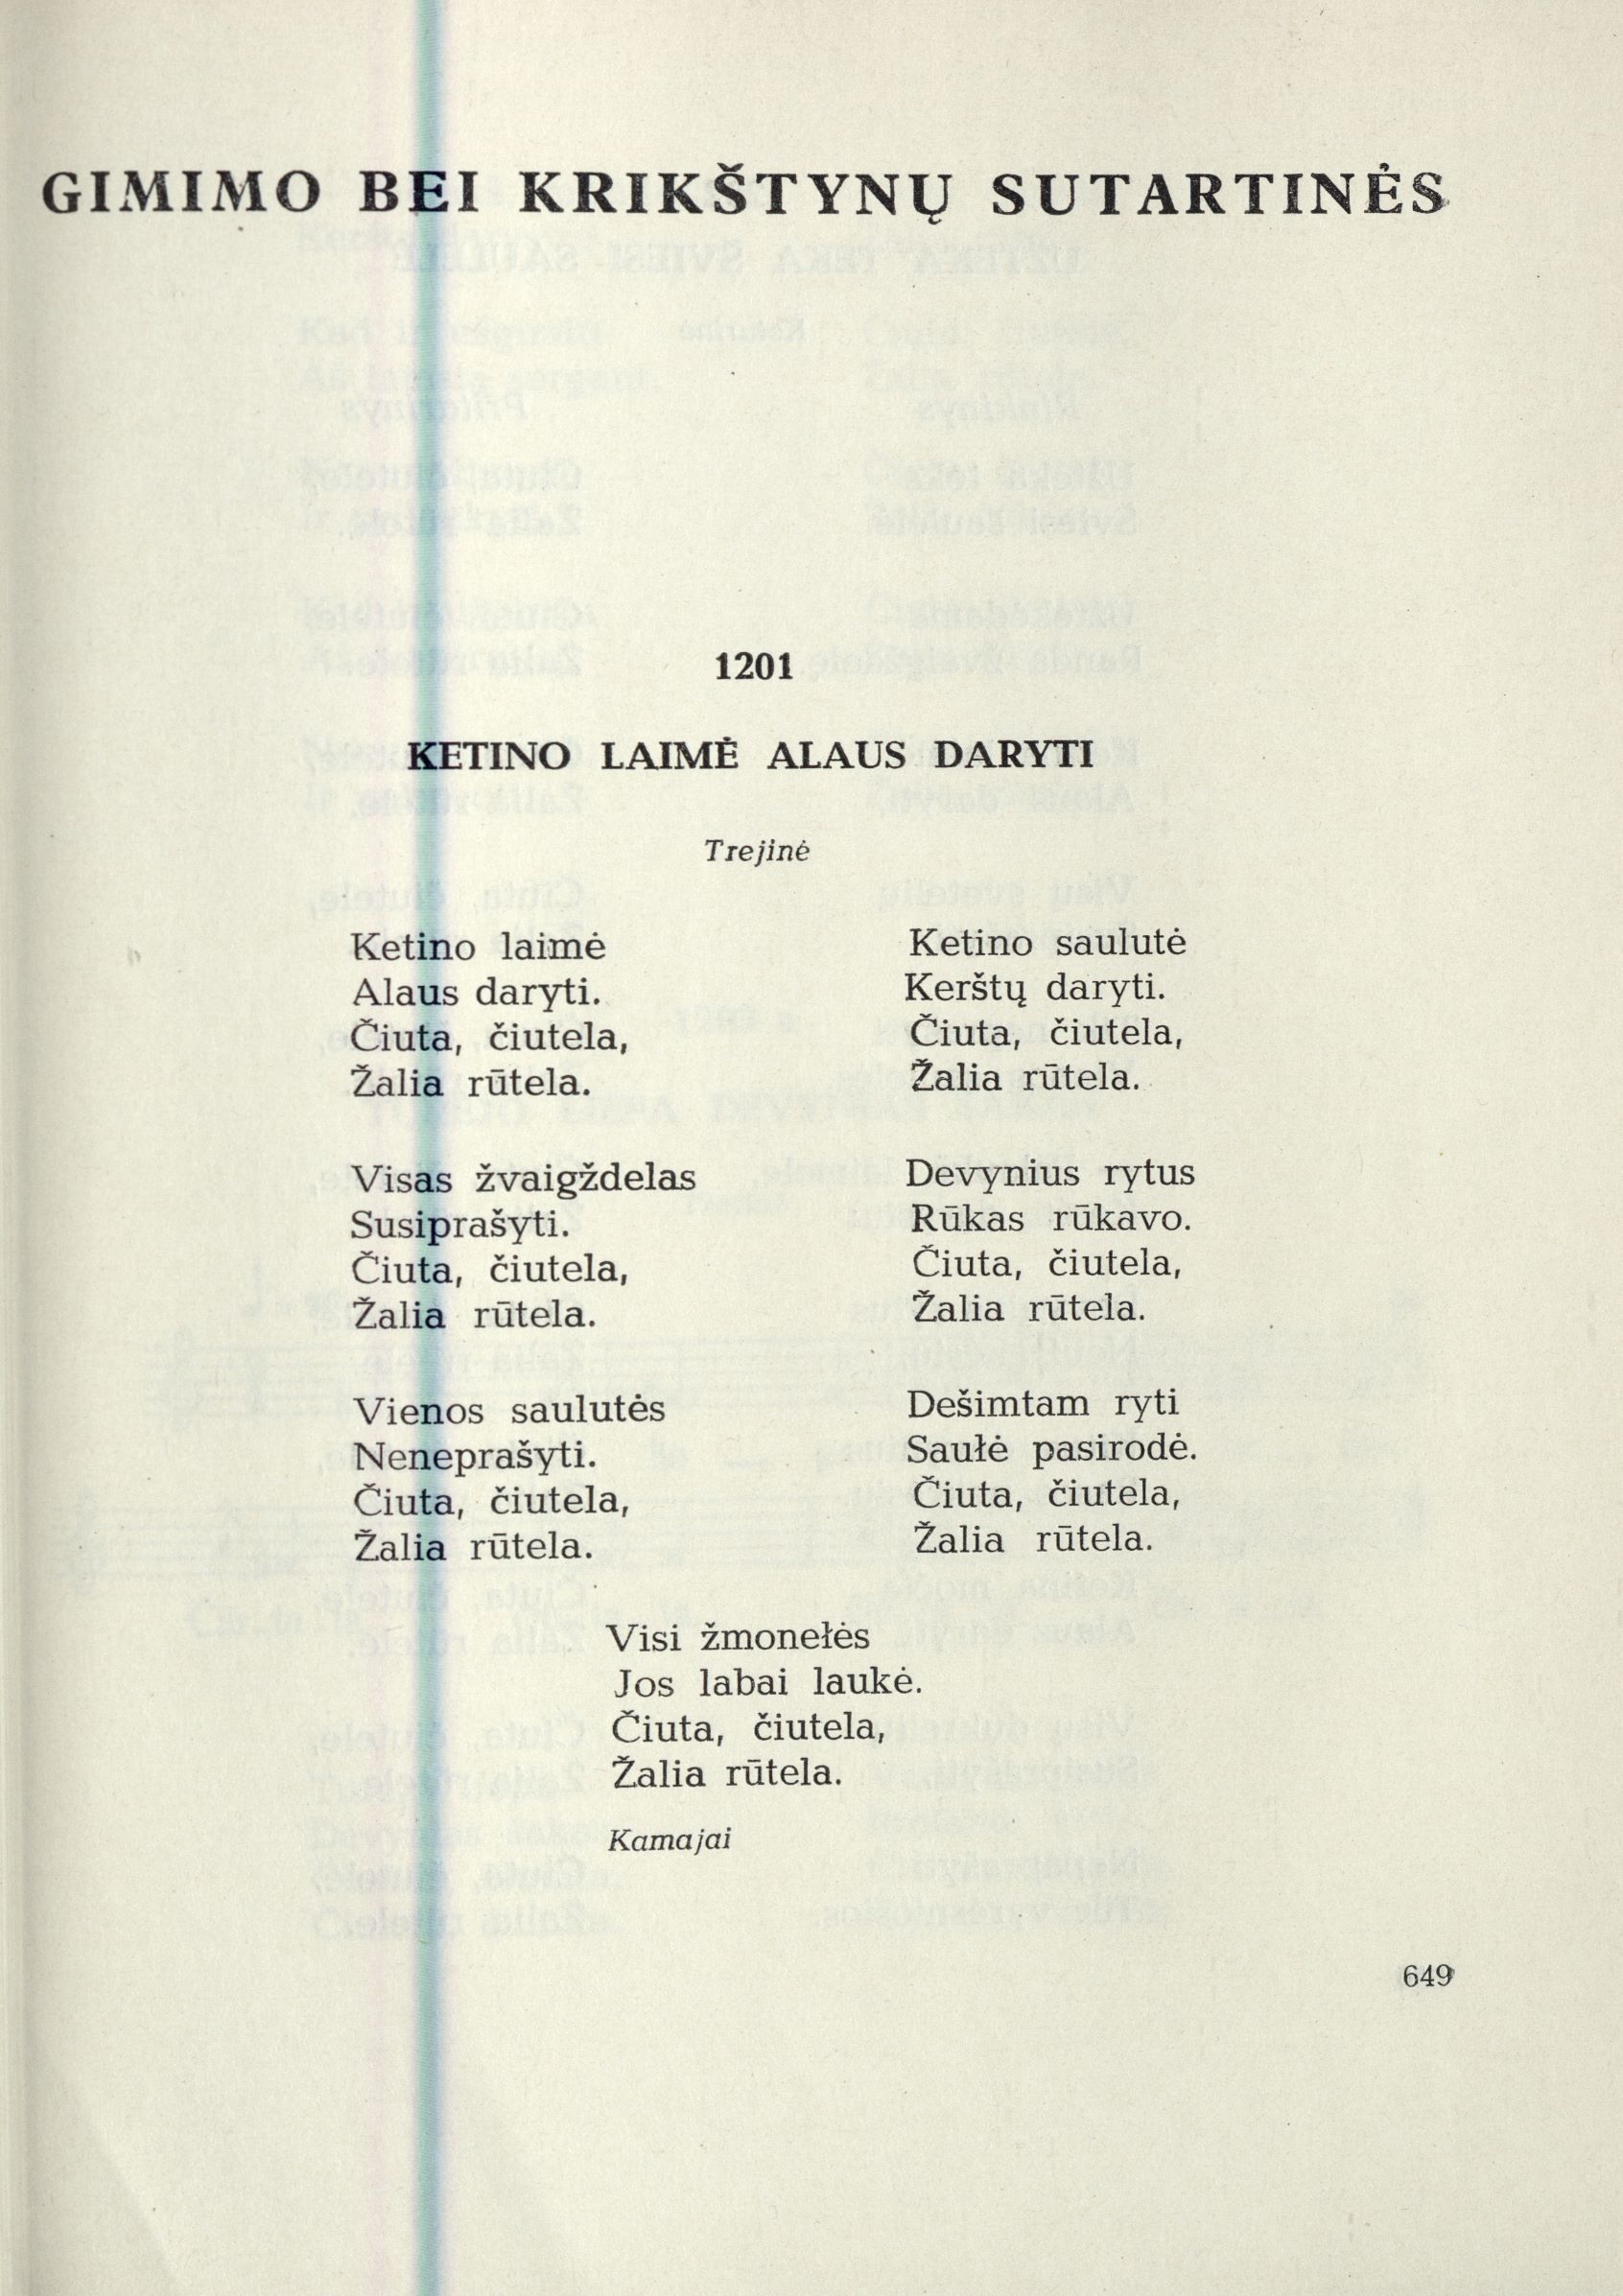 GIMIMO BEI KRIKŠTYNŲ SUTARTINĖS
1201
KETINO LAIMĖ ALAUS DARYTI
Trejinė
Ketino laimė
Alaus daryti.
Čiuta, čiutela,
Žalia rūtela.
Visas žvaigždelas
Susiprašyti.
Čiuta, čiutela,
Žalia rūtela.
Vienos saulutės
Neneprašyti.
Čiuta, čiutela,
Žalia rūtela.
Ketino saulutė
Kerštų daryti.
Čiuta, čiutela,
Žalia rūtela.
Devynius rytus
Rūkas rūkavo.
Čiuta, čiutela,
Žalia rūtela.
Dešimtam ryti
Saułė pasirodė.
Čiuta, čiutela,
Žalia rūtela.
Visi žmonełės
Jos labai laukė.
Čiuta, čiutela,
Žalia rūtela.
Kamajai
649